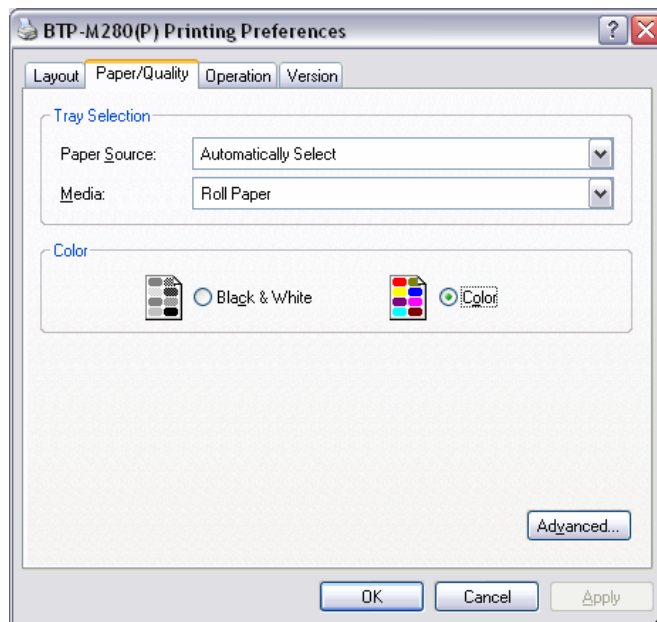 BTP-M280(P) Printing Preferences
Layout Paper/Quality Operation Version
Tray Selection
Paper Source: Automatically Select
Media: Roll Paper
Color
Black & White Color
Advanced...
OK Cancel Apply